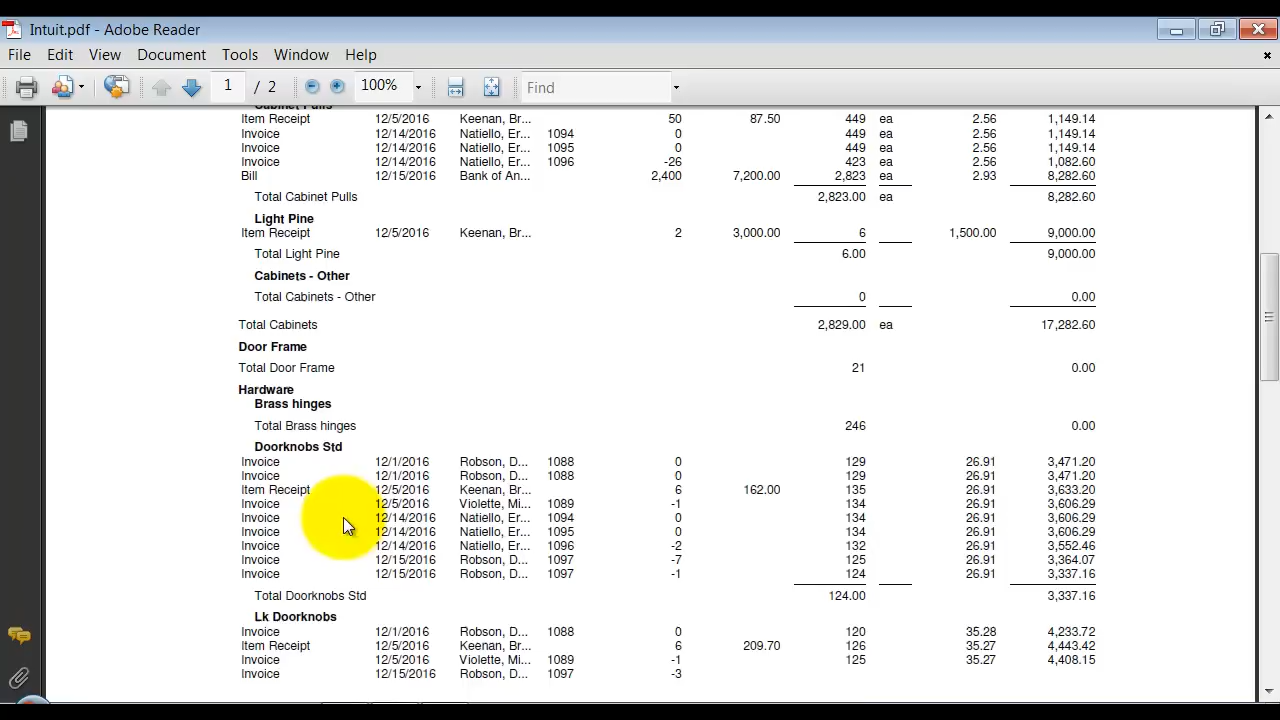 Intuit.pdf - Adobe Reader
File Edit View Document Tools Window Help
1 / 2 100% Find
Cabinet Pulls
Item Receipt 12/5/2016 Keenan, Br... 50 87.50 449 ea 2.56 1,149.14
Invoice 12/14/2016 Natiello, Er... 1094 0 449 ea 2.56 1,149.14
Invoice 12/14/2016 Natiello, Er... 1095 0 449 ea 2.56 1,149.14
Invoice 12/14/2016 Natiello, Er... 1096 -26 423 ea 2.56 1,082.60
Bill 12/15/2016 Bank of An... 2,400 7,200.00 2,823 ea 2.93 8,282.60
Total Cabinet Pulls 2,823.00 ea 8,282.60
Light Pine
Item Receipt 12/5/2016 Keenan, Br... 2 3,000.00 6 1,500.00 9,000.00
Total Light Pine 6.00 9,000.00
Cabinets - Other
Total Cabinets - Other 0 0.00
Total Cabinets 2,829.00 ea 17,282.60
Door Frame
Total Door Frame 21 0.00
Hardware
Brass hinges
Total Brass hinges 246 0.00
Doorknobs Std
Invoice 12/1/2016 Robson, D... 1088 0 129 26.91 3,471.20
Invoice 12/1/2016 Robson, D... 1088 0 129 26.91 3,471.20
Item Receipt 12/5/2016 Keenan, Br... 6 162.00 135 26.91 3,633.20
Invoice 12/5/2016 Violette, Mi... 1089 -1 134 26.91 3,606.29
Invoice 12/14/2016 Natiello, Er... 1094 0 134 26.91 3,606.29
Invoice 12/14/2016 Natiello, Er... 1095 0 134 26.91 3,606.29
Invoice 12/14/2016 Natiello, Er... 1096 -2 132 26.91 3,552.46
Invoice 12/15/2016 Robson, D... 1097 -7 125 26.91 3,364.07
Invoice 12/15/2016 Robson, D... 1097 -1 124 26.91 3,337.16
Total Doorknobs Std 124.00 3,337.16
Lk Doorknobs
Invoice 12/1/2016 Robson, D... 1088 0 120 35.28 4,233.72
Item Receipt 12/5/2016 Keenan, Br... 6 209.70 126 35.27 4,443.42
Invoice 12/5/2016 Violette, Mi... 1089 -1 125 35.27 4,408.15
Invoice 12/15/2016 Robson, D... 1097 -3